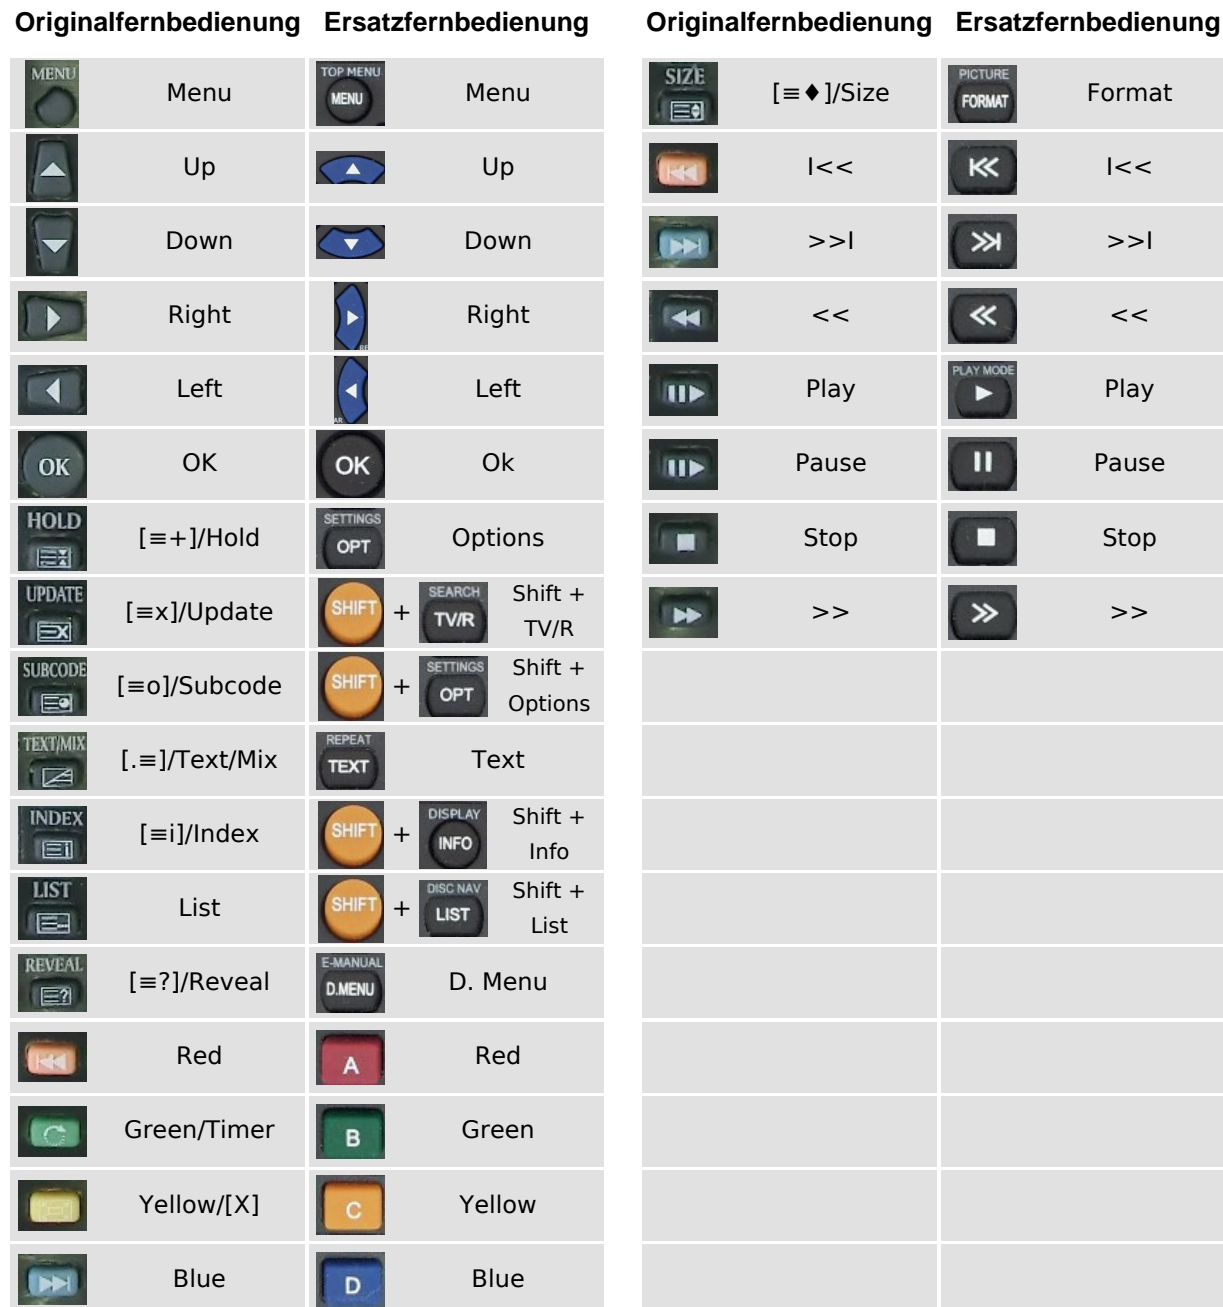 Originalfernbedienung Ersatzfernbedienung Originalfernbedienung Ersatzfernbedienung
MENU Menu TOP MENU MENU Menu SIZE [≡♦]/Size PICTURE FORMAT Format
Up Up I<< I<<
Down Down >>I >>I
Right Right << <<
Left Left Play PLAY MODE Play
OK OK OK Ok Pause Pause
HOLD [≡+]/Hold SETTINGS OPT Options Stop Stop
UPDATE [≡x]/Update SHIFT + SEARCH TV/R Shift + TV/R >> >>
SUBCODE [≡o]/Subcode SHIFT + SETTINGS OPT Shift + Options
TEXT/MIX [.≡]/Text/Mix REPEAT TEXT Text
INDEX [≡i]/Index SHIFT + DISPLAY INFO Shift + Info
LIST List SHIFT + DISC NAV LIST Shift + List
REVEAL [≡?]/Reveal E-MANUAL D.MENU D. Menu
Red A Red
Green/Timer B Green
Yellow/[X] C Yellow
Blue D Blue